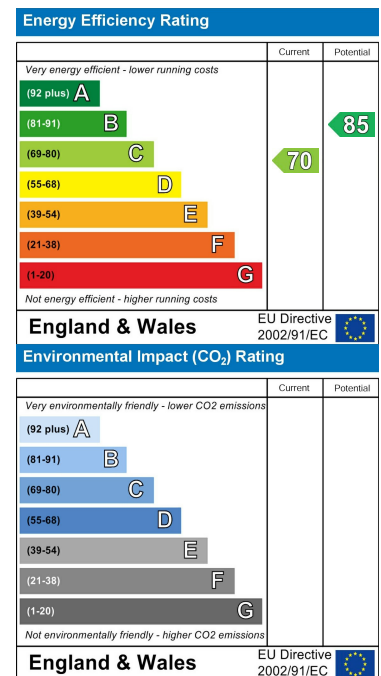 Energy Efficiency Rating
Current Potential
Very energy efficient - lower running costs
(92 plus) A
(81-91) B
85
(69-80) C
70
(55-68) D
(39-54) E
(21-38) F
(1-20) G
Not energy efficient - higher running costs
England & Wales
EU Directive
2002/91/EC
Environmental Impact (CO₂) Rating
Current Potential
Very environmentally friendly - lower CO2 emissions
(92 plus) A
(81-91) B
(69-80) C
(55-68) D
(39-54) E
(21-38) F
(1-20) G
Not environmentally friendly - higher CO2 emissions
England & Wales
EU Directive
2002/91/EC